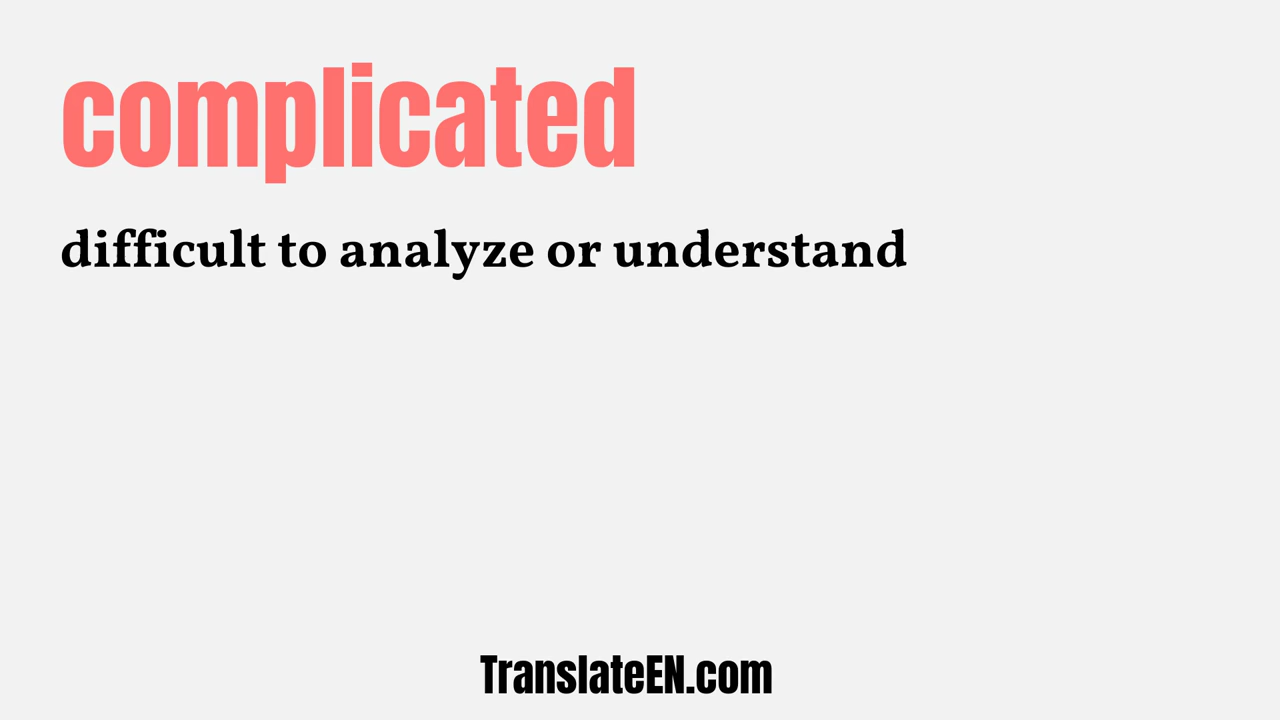 complicated
difficult to analyze or understand
TranslateEN.com